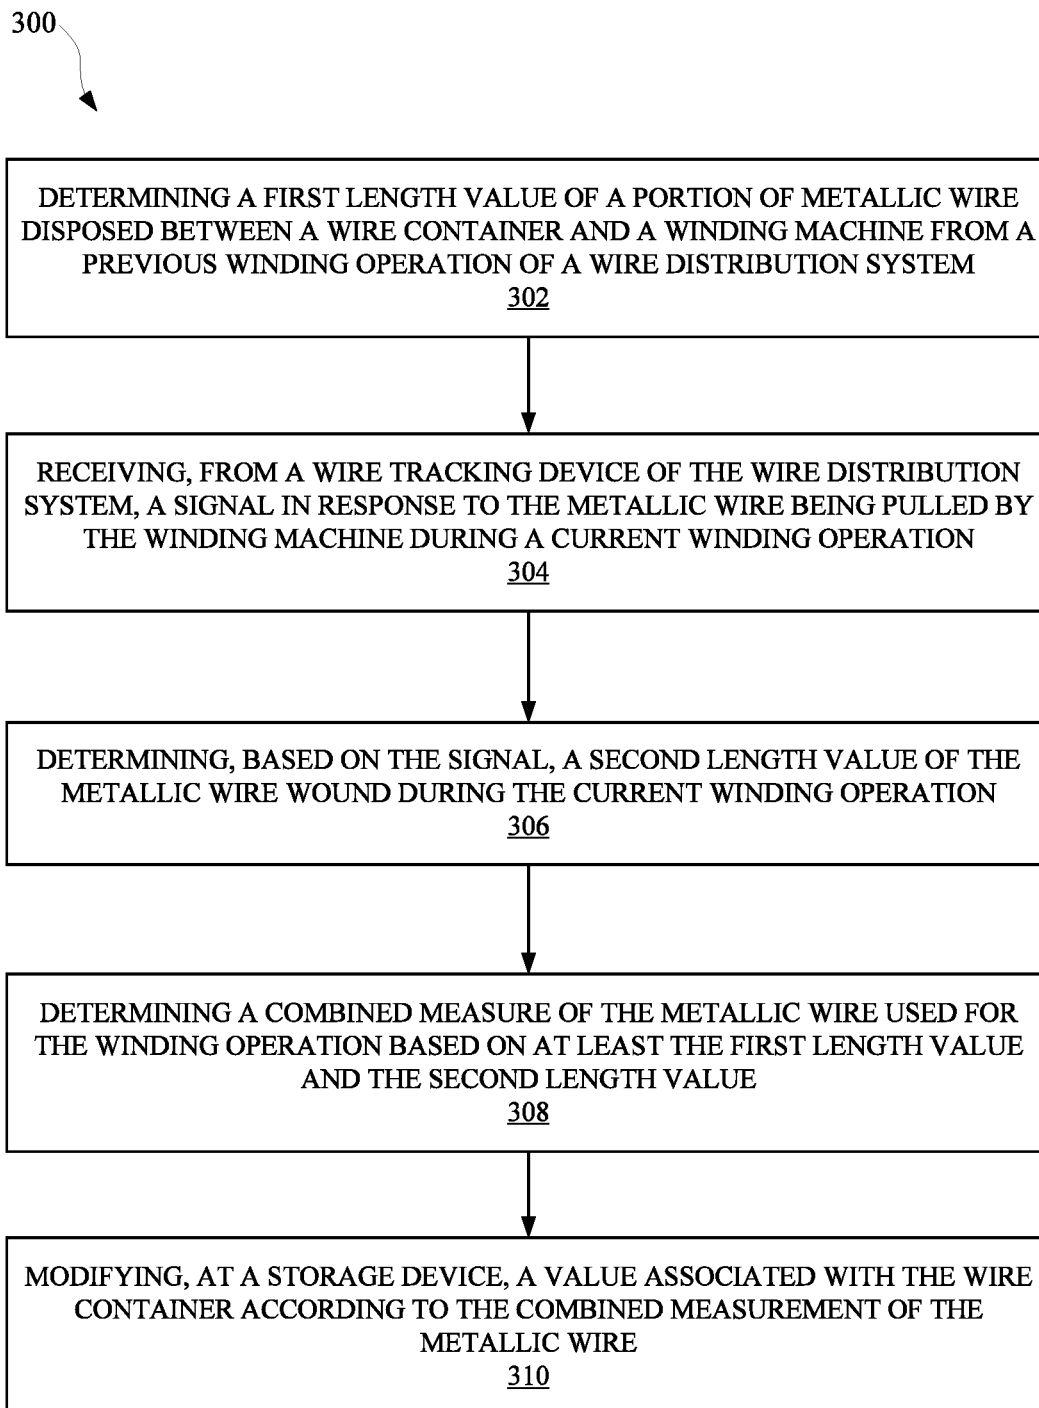 300
DETERMINING A FIRST LENGTH VALUE OF A PORTION OF METALLIC WIRE
DISPOSED BETWEEN A WIRE CONTAINER AND A WINDING MACHINE FROM A
PREVIOUS WINDING OPERATION OF A WIRE DISTRIBUTION SYSTEM
302
RECEIVING, FROM A WIRE TRACKING DEVICE OF THE WIRE DISTRIBUTION
SYSTEM, A SIGNAL IN RESPONSE TO THE METALLIC WIRE BEING PULLED BY
THE WINDING MACHINE DURING A CURRENT WINDING OPERATION
304
DETERMINING, BASED ON THE SIGNAL, A SECOND LENGTH VALUE OF THE
METALLIC WIRE WOUND DURING THE CURRENT WINDING OPERATION
306
DETERMINING A COMBINED MEASURE OF THE METALLIC WIRE USED FOR
THE WINDING OPERATION BASED ON AT LEAST THE FIRST LENGTH VALUE
AND THE SECOND LENGTH VALUE
308
MODIFYING, AT A STORAGE DEVICE, A VALUE ASSOCIATED WITH THE WIRE
CONTAINER ACCORDING TO THE COMBINED MEASUREMENT OF THE
METALLIC WIRE
310